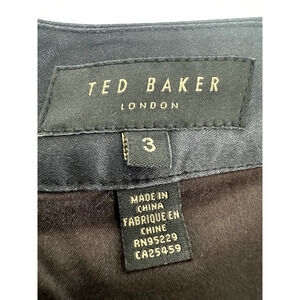 TED BAKER
LONDON
3
MADE IN
CHINA
FABRIQUE EN
CHINE
RN95229
CA25459